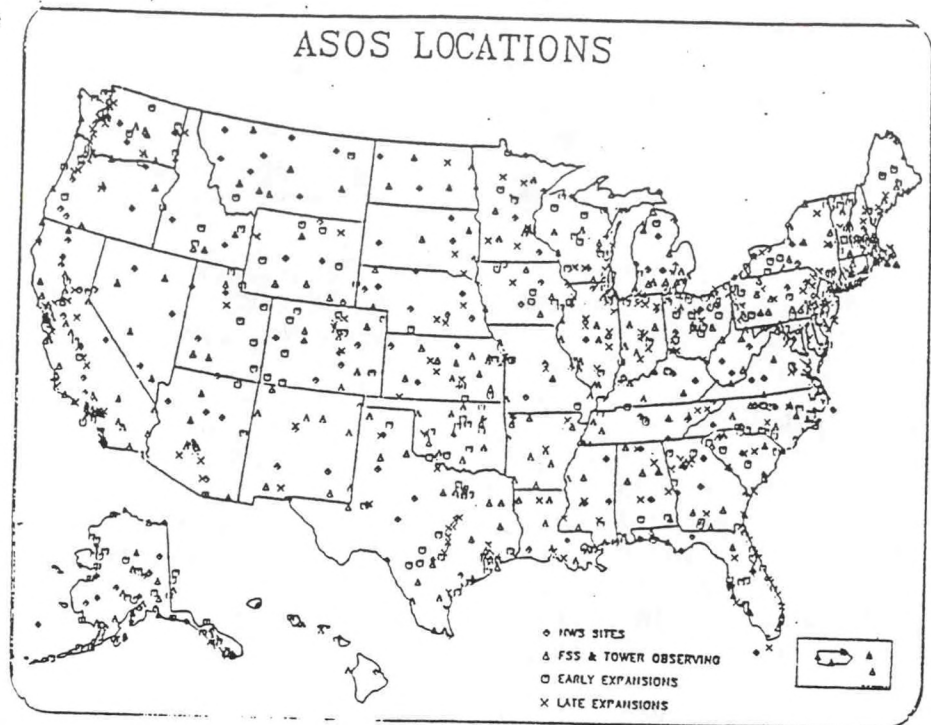 ASOS LOCATIONS
NWS SITES
FSS & TOWER OBSERVING
EARLY EXPANSIONS
LATE EXPANSIONS